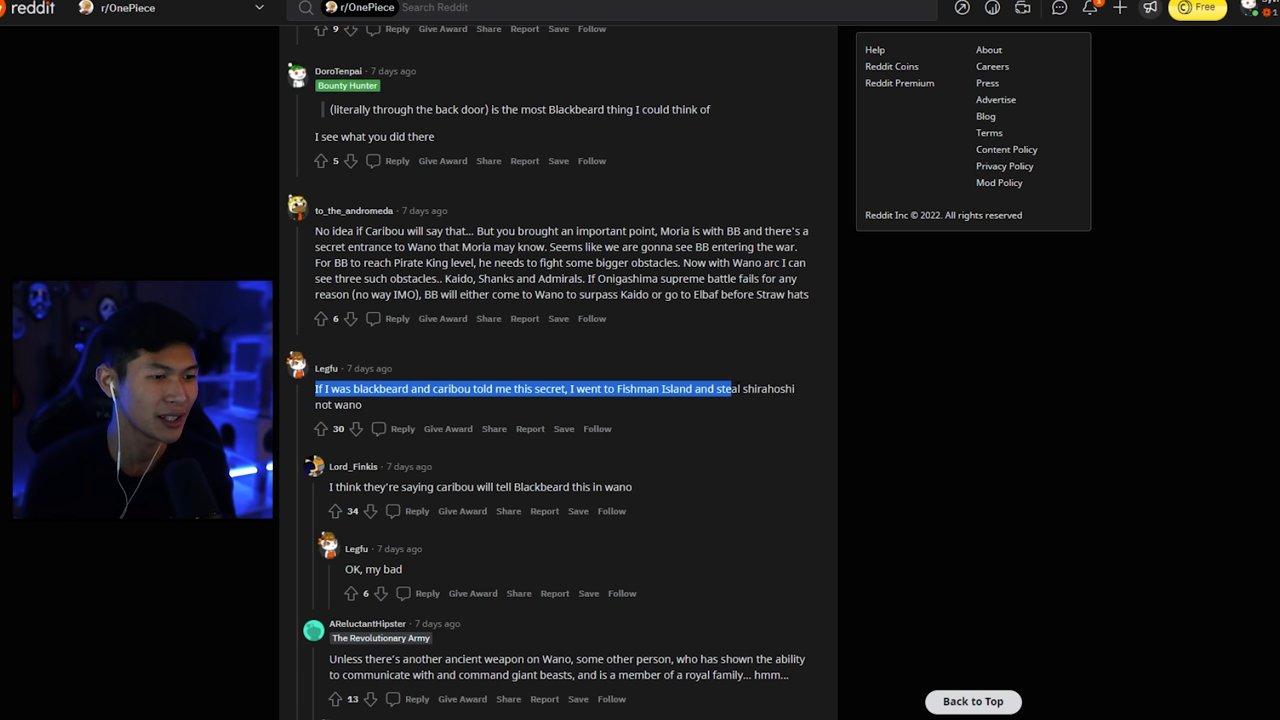 reddit
r/OnePiece
r/OnePiece Search Reddit
1
Free
9 Reply Give Award Share Report Save Follow
DoroTenpai · 7 days ago
Bounty Hunter
(literally through the back door) is the most Blackbeard thing I could think of
I see what you did there
5 Reply Give Award Share Report Save Follow
to_the_andromeda · 7 days ago
No idea if Caribou will say that... But you brought an important point, Moria is with BB and there's a
secret entrance to Wano that Moria may know. Seems like we are gonna see BB entering the war.
For BB to reach Pirate King level, he needs to fight some bigger obstacles. Now with Wano arc I can
see three such obstacles.. Kaido, Shanks and Admirals. If Onigashima supreme battle fails for any
reason (no way IMO), BB will either come to Wano to surpass Kaido or go to Elbaf before Straw hats
6 Reply Give Award Share Report Save Follow
Legfu · 7 days ago
If I was blackbeard and caribou told me this secret, I went to Fishman Island and steal shirahoshi
not wano
30 Reply Give Award Share Report Save Follow
Lord_Finkis · 7 days ago
I think they're saying caribou will tell Blackbeard this in wano
34 Reply Give Award Share Report Save Follow
Legfu · 7 days ago
OK, my bad
6 Reply Give Award Share Report Save Follow
AReluctantHipster · 7 days ago
The Revolutionary Army
Unless there's another ancient weapon on Wano, some other person, who has shown the ability
to communicate with and command giant beasts, and is a member of a royal family... hmm...
13 Reply Give Award Share Report Save Follow
Help About
Reddit Coins Careers
Reddit Premium Press
Advertise
Blog
Terms
Content Policy
Privacy Policy
Mod Policy
Reddit Inc © 2022. All rights reserved
Back to Top